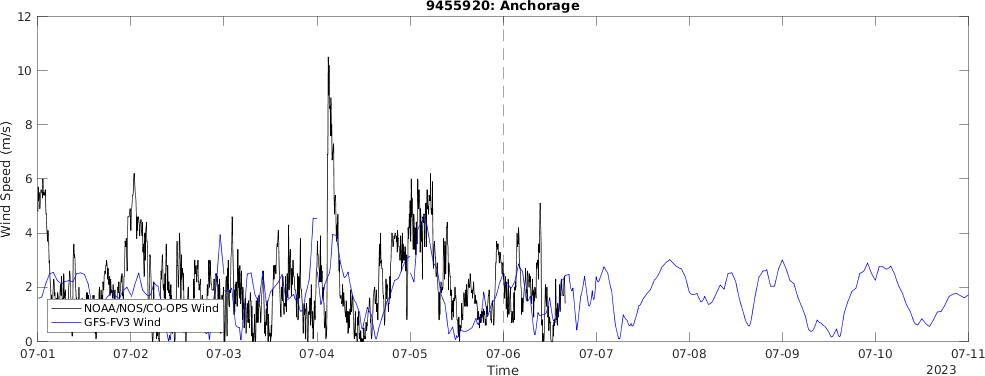 9455920: Anchorage
12
10
8
6
4
2
0
Wind Speed (m/s)
NOAA/NOS/CO-OPS Wind
GFS-FV3 Wind
07-01 07-02 07-03 07-04 07-05 07-06 07-07 07-08 07-09 07-10 07-11
Time
2023